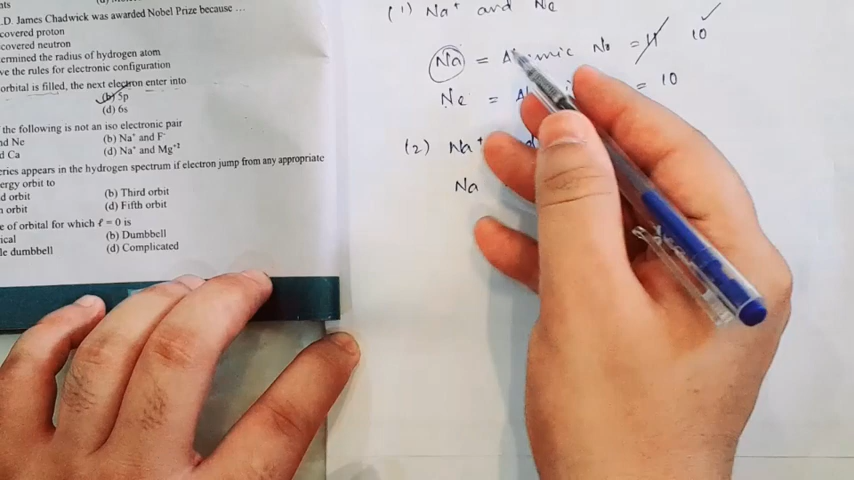 .D. James Chadwick was awarded Nobel Prize because ...
covered proton
covered neutron
ermined the radius of hydrogen atom
ve the rules for electronic configuration
orbital is filled, the next electron enter into
(b) 5p
(d) 6s
the following is not an iso electronic pair
nd Ne (b) Na⁺ and F⁻
d Ca (d) Na⁺ and Mg⁺²
eries appears in the hydrogen spectrum if electron jump from any appropriate
ergy orbit to
d orbit (b) Third orbit
h orbit (d) Fifth orbit
e of orbital for which ℓ = 0 is
ical (b) Dumbbell
le dumbbell (d) Complicated
(1) Na⁺ and Ne
Na = Atomic No = 11 10
Ne = = 10
(2) Na⁺
Na